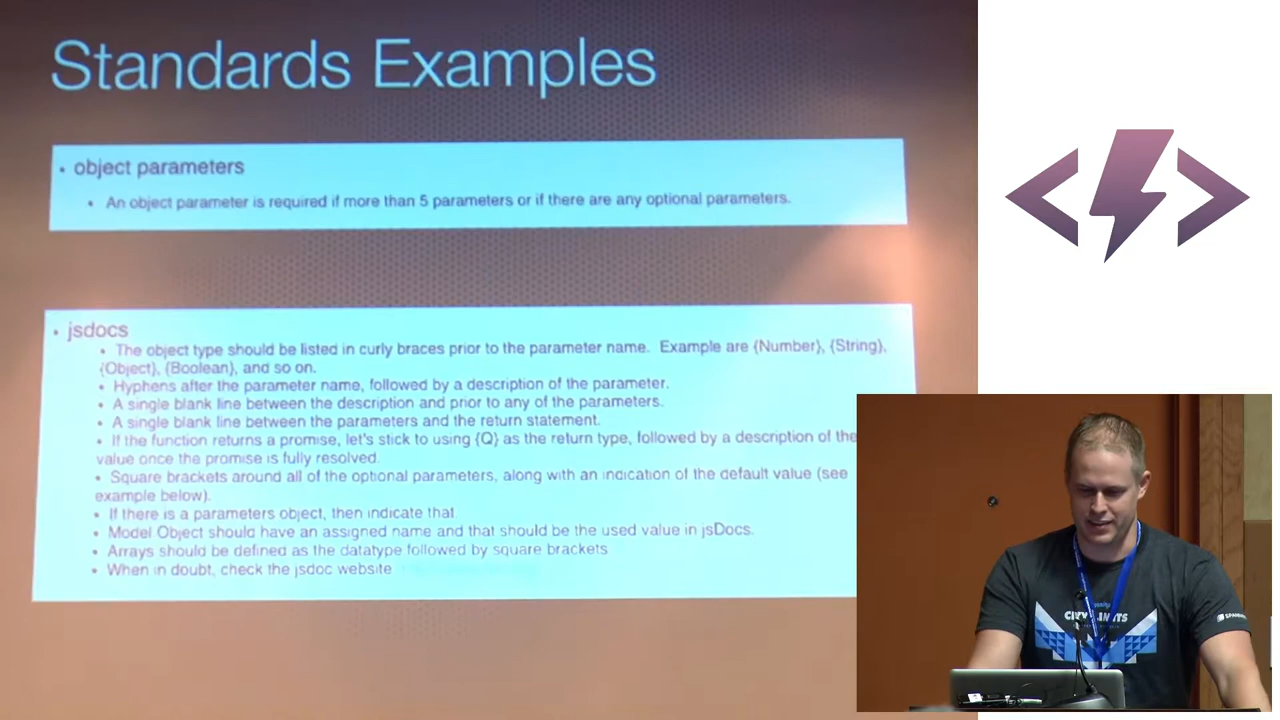 Standards Examples
• object parameters
• An object parameter is required if more than 5 parameters or if there are any optional parameters.
• jsdocs
• The object type should be listed in curly braces prior to the parameter name. Example are {Number}, {String},
{Object}, {Boolean}, and so on.
• Hyphens after the parameter name, followed by a description of the parameter.
• A single blank line between the description and prior to any of the parameters.
• A single blank line between the parameters and the return statement.
• If the function returns a promise, let's stick to using {Q} as the return type, followed by a description of the
value once the promise is fully resolved.
• Square brackets around all of the optional parameters, along with an indication of the default value (see
example below).
• If there is a parameters object, then indicate that
• Model Object should have an assigned name and that should be the used value in jsDocs.
• Arrays should be defined as the datatype followed by square brackets
• When in doubt, check the jsdoc website
CITY LIMITS